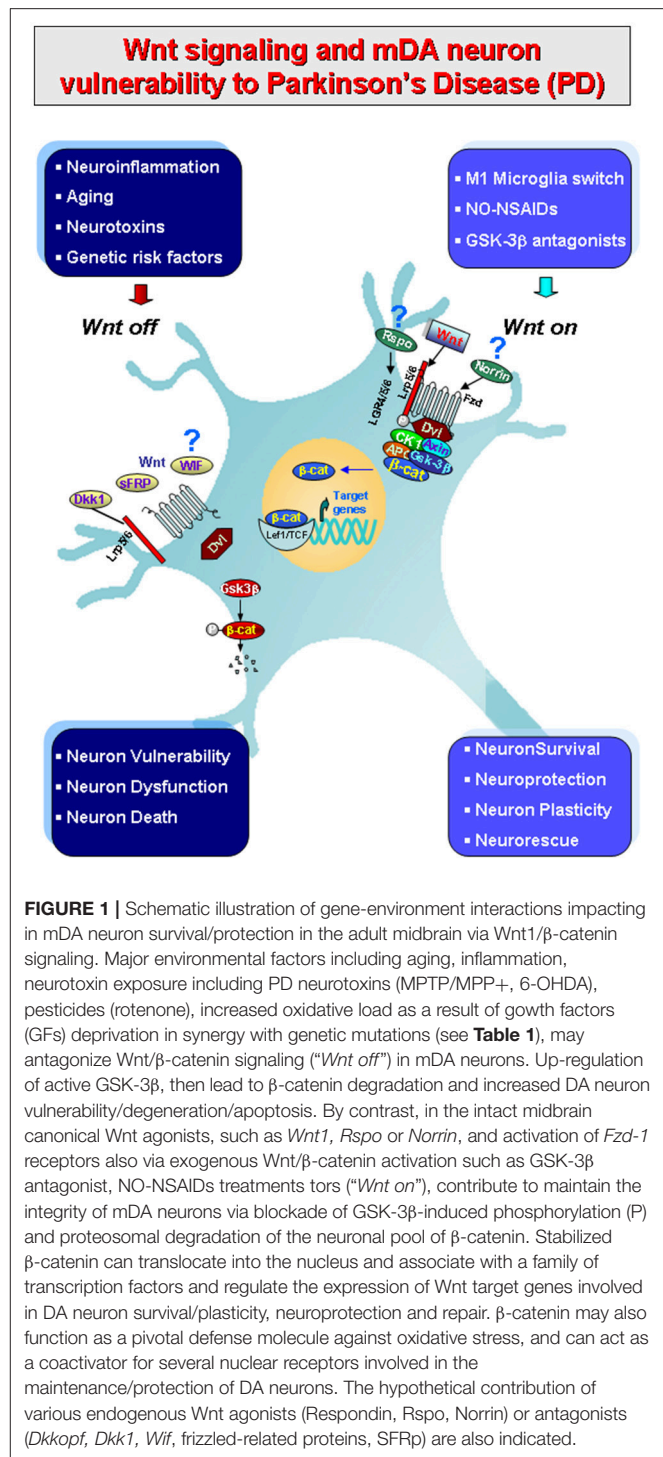 Wnt signaling and mDA neuron
vulnerability to Parkinson's Disease (PD)
▪ Neuroinflammation
▪ Aging
▪ Neurotoxins
▪ Genetic risk factors
▪ M1 Microglia switch
▪ NO-NSAIDs
▪ GSK-3β antagonists
Wnt off
Wnt on
?
Rspo
Wnt
?
Norrin
LGR4/5/6
Lrp5/6
Fzd
Dvl
CK1
Axin
APC
Gsk-3β
β-cat
β-cat
Target
genes
β-cat
Lef1/TCF
?
Wnt
WIF
sFRP
Dkk1
Lrp5/6
Dvl
Gsk3β
P
β-cat
▪ Neuron Vulnerability
▪ Neuron Dysfunction
▪ Neuron Death
▪ NeuronSurvival
▪ Neuroprotection
▪ Neuron Plasticity
▪ Neurorescue
FIGURE 1 | Schematic illustration of gene-environment interactions impacting
in mDA neuron survival/protection in the adult midbrain via Wnt1/β-catenin
signaling. Major environmental factors including aging, inflammation,
neurotoxin exposure including PD neurotoxins (MPTP/MPP+, 6-OHDA),
pesticides (rotenone), increased oxidative load as a result of gowth factors
(GFs) deprivation in synergy with genetic mutations (see Table 1), may
antagonize Wnt/β-catenin signaling ("Wnt off") in mDA neurons. Up-regulation
of active GSK-3β, then lead to β-catenin degradation and increased DA neuron
vulnerability/degeneration/apoptosis. By contrast, in the intact midbrain
canonical Wnt agonists, such as Wnt1, Rspo or Norrin, and activation of Fzd-1
receptors also via exogenous Wnt/β-catenin activation such as GSK-3β
antagonist, NO-NSAIDs treatments tors ("Wnt on"), contribute to maintain the
integrity of mDA neurons via blockade of GSK-3β-induced phosphorylation (P)
and proteosomal degradation of the neuronal pool of β-catenin. Stabilized
β-catenin can translocate into the nucleus and associate with a family of
transcription factors and regulate the expression of Wnt target genes involved
in DA neuron survival/plasticity, neuroprotection and repair. β-catenin may also
function as a pivotal defense molecule against oxidative stress, and can act as
a coactivator for several nuclear receptors involved in the
maintenance/protection of DA neurons. The hypothetical contribution of
various endogenous Wnt agonists (Respondin, Rspo, Norrin) or antagonists
(Dkkopf, Dkk1, Wif, frizzled-related proteins, SFRp) are also indicated.